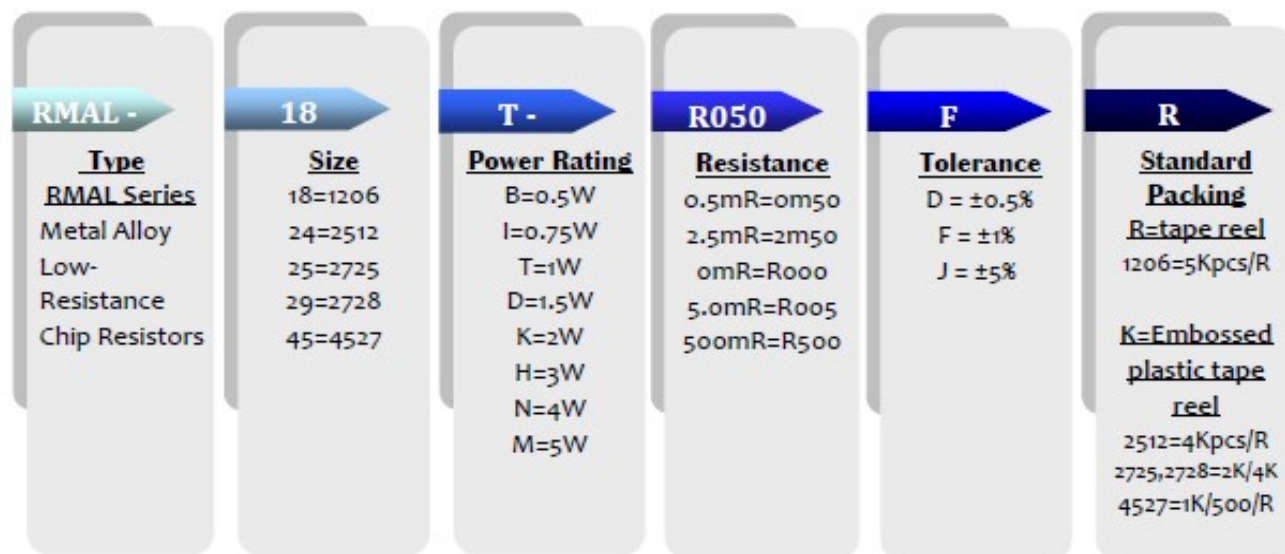 RMAL -
Type
RMAL Series
Metal Alloy
Low-
Resistance
Chip Resistors
18
Size
18=1206
24=2512
25=2725
29=2728
45=4527
T -
Power Rating
B=0.5W
I=0.75W
T=1W
D=1.5W
K=2W
H=3W
N=4W
M=5W
R050
Resistance
0.5mR=0m50
2.5mR=2m50
0mR=R000
5.0mR=R005
500mR=R500
F
Tolerance
D = ±0.5%
F = ±1%
J = ±5%
R
Standard
Packing
R=tape reel
1206=5Kpcs/R
K=Embossed
plastic tape
reel
2512=4Kpcs/R
2725,2728=2K/4K
4527=1K/500/R